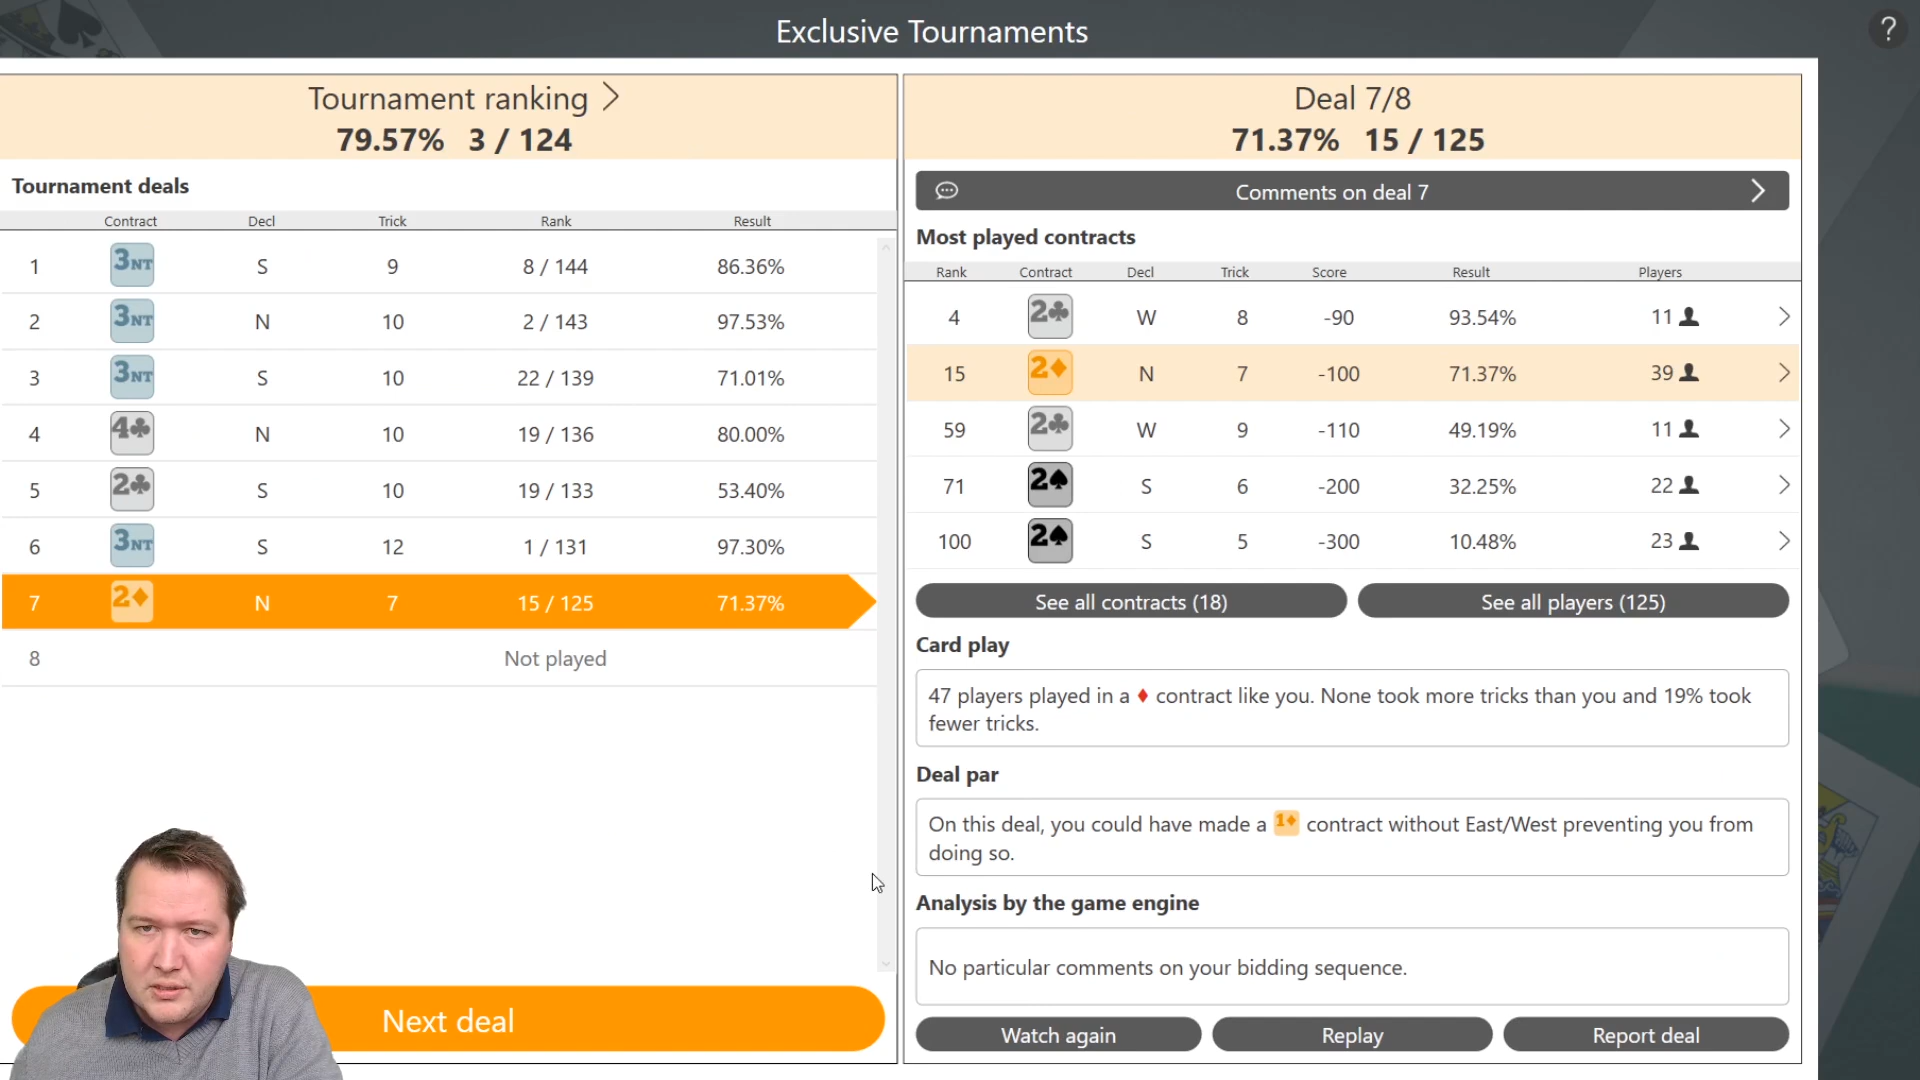 Exclusive Tournaments
?
Tournament ranking
79.57% 3 / 124
Tournament deals
Contract Decl Trick Rank Result
1 3NT S 9 8 / 144 86.36%
2 3NT N 10 2 / 143 97.53%
3 3NT S 10 22 / 139 71.01%
4 4♣ N 10 19 / 136 80.00%
5 2♣ S 10 19 / 133 53.40%
6 3NT S 12 1 / 131 97.30%
7 2♦ N 7 15 / 125 71.37%
8 Not played
Next deal
Deal 7/8
71.37% 15 / 125
Comments on deal 7
Most played contracts
Rank Contract Decl Trick Score Result Players
4 2♣ W 8 -90 93.54% 11
15 2♦ N 7 -100 71.37% 39
59 2♣ W 9 -110 49.19% 11
71 2♠ S 6 -200 32.25% 22
100 2♠ S 5 -300 10.48% 23
See all contracts (18) See all players (125)
Card play
47 players played in a ♦ contract like you. None took more tricks than you and 19% took
fewer tricks.
Deal par
On this deal, you could have made a 1♦ contract without East/West preventing you from
doing so.
Analysis by the game engine
No particular comments on your bidding sequence.
Watch again Replay Report deal